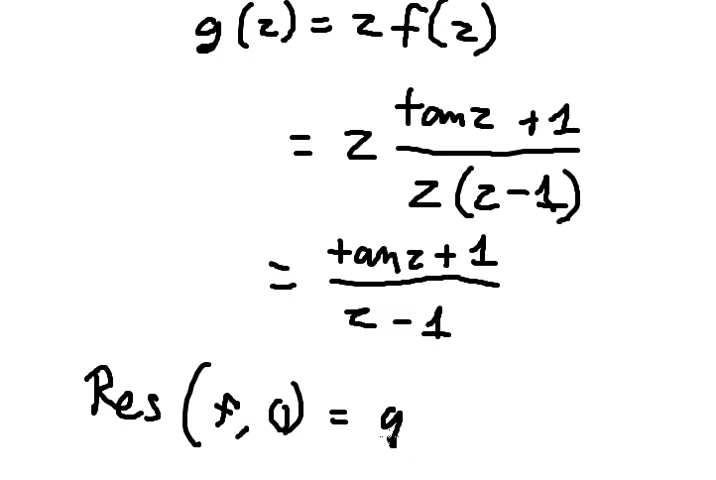 g(z) = z f(z)
= z (tan z + 1) / (z(z-1))
= (tan z + 1) / (z - 1)
Res(f, 0) = g